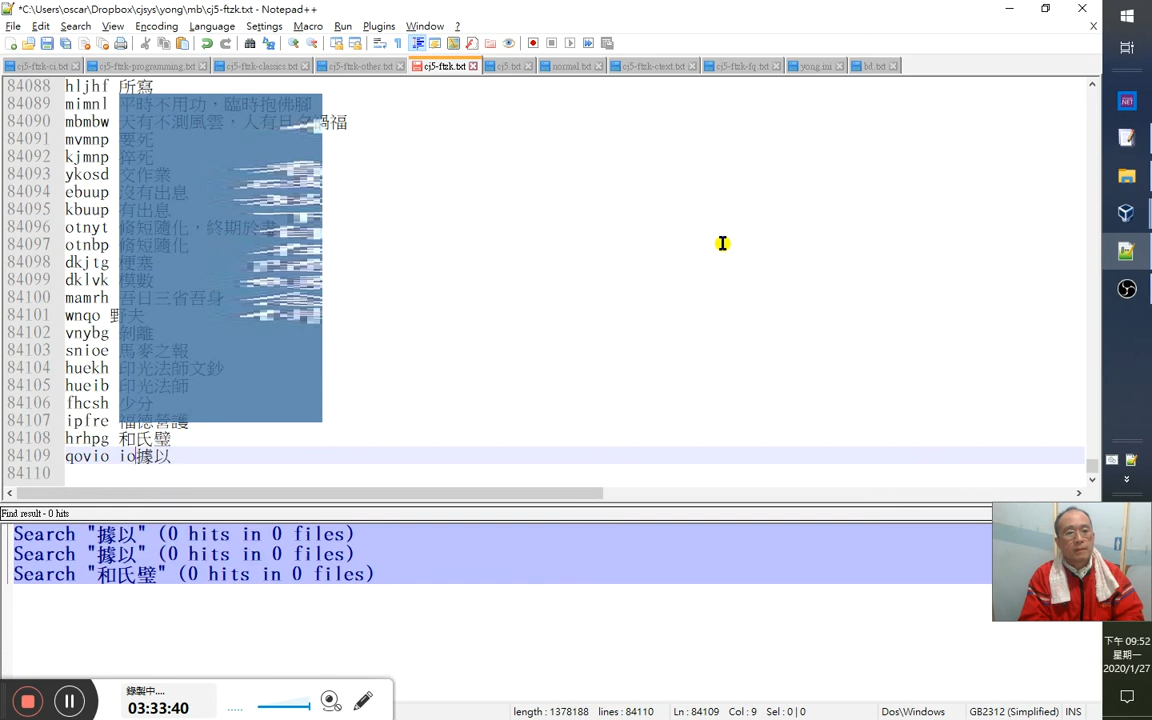 *C:\Users\oscar\Dropbox\cjsys\yong\mb\cj5-ftzk.txt - Notepad++
File Edit Search View Encoding Language Settings Macro Run Plugins Window ?
cj5-ftzk-programming.txt cj5-ftzk-classics.txt cj5-ftzk-other.txt cj5-ftzk.txt cj5.txt normal.txt cj5-ftzk-ctext.txt cj5-ftzk-fq.txt yong.ini bd.txt
84088 hljhf 所寫
84089 mimnl 平時不用功，臨時抱佛腳
84090 mbmbw 天有不測風雲，人有旦夕禍福
84091 mvmnp 要死
84092 kjmnp 猝死
84093 ykosd 交作業
84094 ebuup 沒有出息
84095 kbuup 有出息
84096 otnyt 脩短隨化，終期於盡
84097 otnbp 脩短隨化
84098 dkjtg 梗塞
84099 dklvk 模數
84100 mamrh 吾日三省吾身
84101 wnqo 野夫
84102 vnybg 剝離
84103 snioe 馬麥之報
84104 huekh 印光法師文鈔
84105 hueib 印光法師
84106 fhcsh 少分
84107 ipfre 福德營護
84108 hrhpg 和氏璧
84109 qovio io據以
84110
Find result - 0 hits
Search "據以" (0 hits in 0 files)
Search "據以" (0 hits in 0 files)
Search "和氏璧" (0 hits in 0 files)
錄製中....
03:33:40
length : 1378188 lines : 84110 Ln : 84109 Col : 9 Sel : 0 | 0 Dos\Windows GB2312 (Simplified) INS
.NET
下午 09:52
星期一
2020/1/27